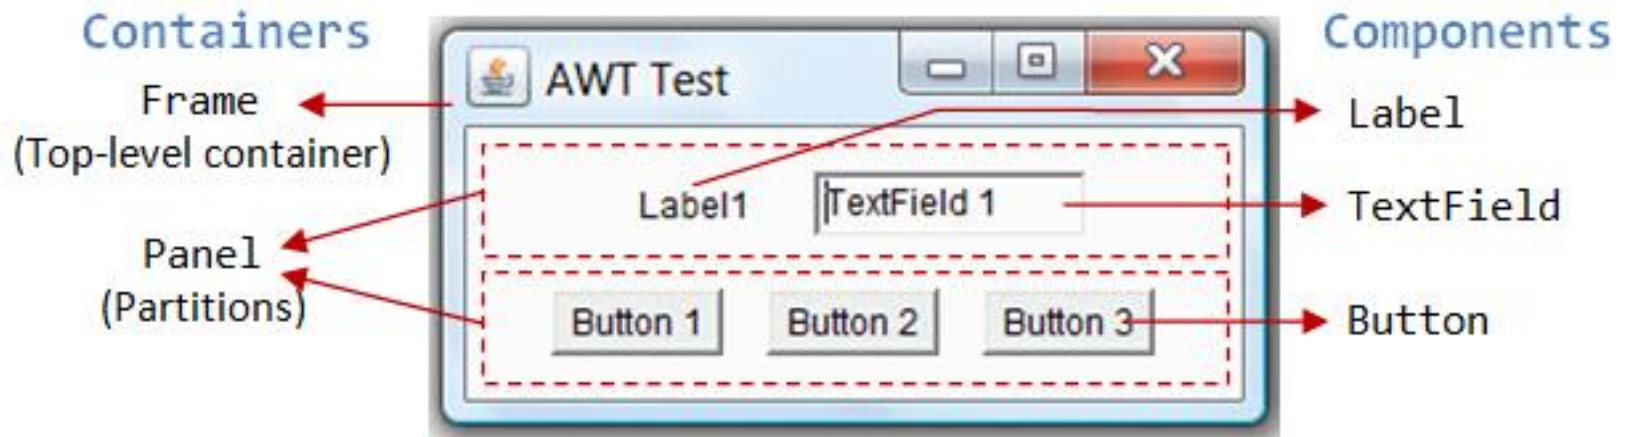 Containers
Frame
(Top-level container)
Panel
(Partitions)
AWT Test
Label1
TextField 1
Button 1
Button 2
Button 3
Components
Label
TextField
Button